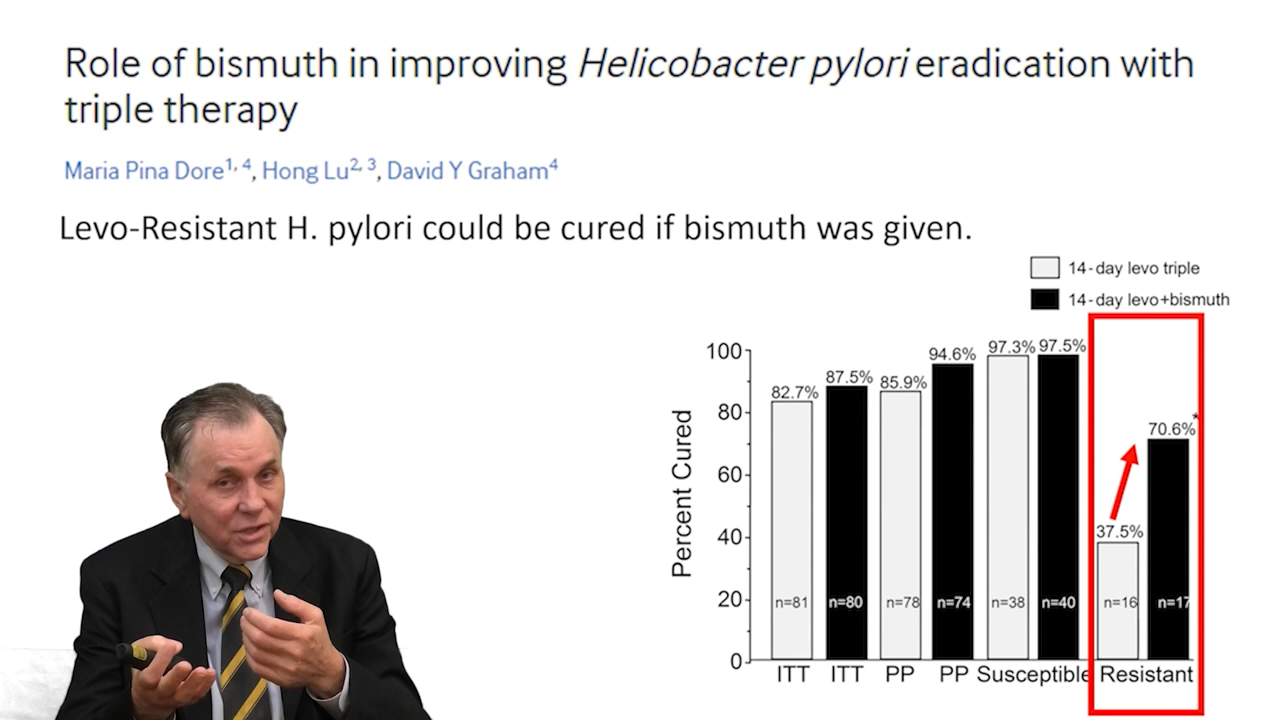 Role of bismuth in improving Helicobacter pylori eradication with
triple therapy
Maria Pina Dore1, 4, Hong Lu2, 3, David Y Graham4
Levo-Resistant H. pylori could be cured if bismuth was given.
14-day levo triple
14-day levo+bismuth
Percent Cured
100
80
60
40
20
0
82.7%
87.5%
85.9%
94.6%
97.3%
97.5%
37.5%
70.6%*
n=81
n=80
n=78
n=74
n=38
n=40
n=16
n=17
ITT
ITT
PP
PP
Susceptible
Resistant